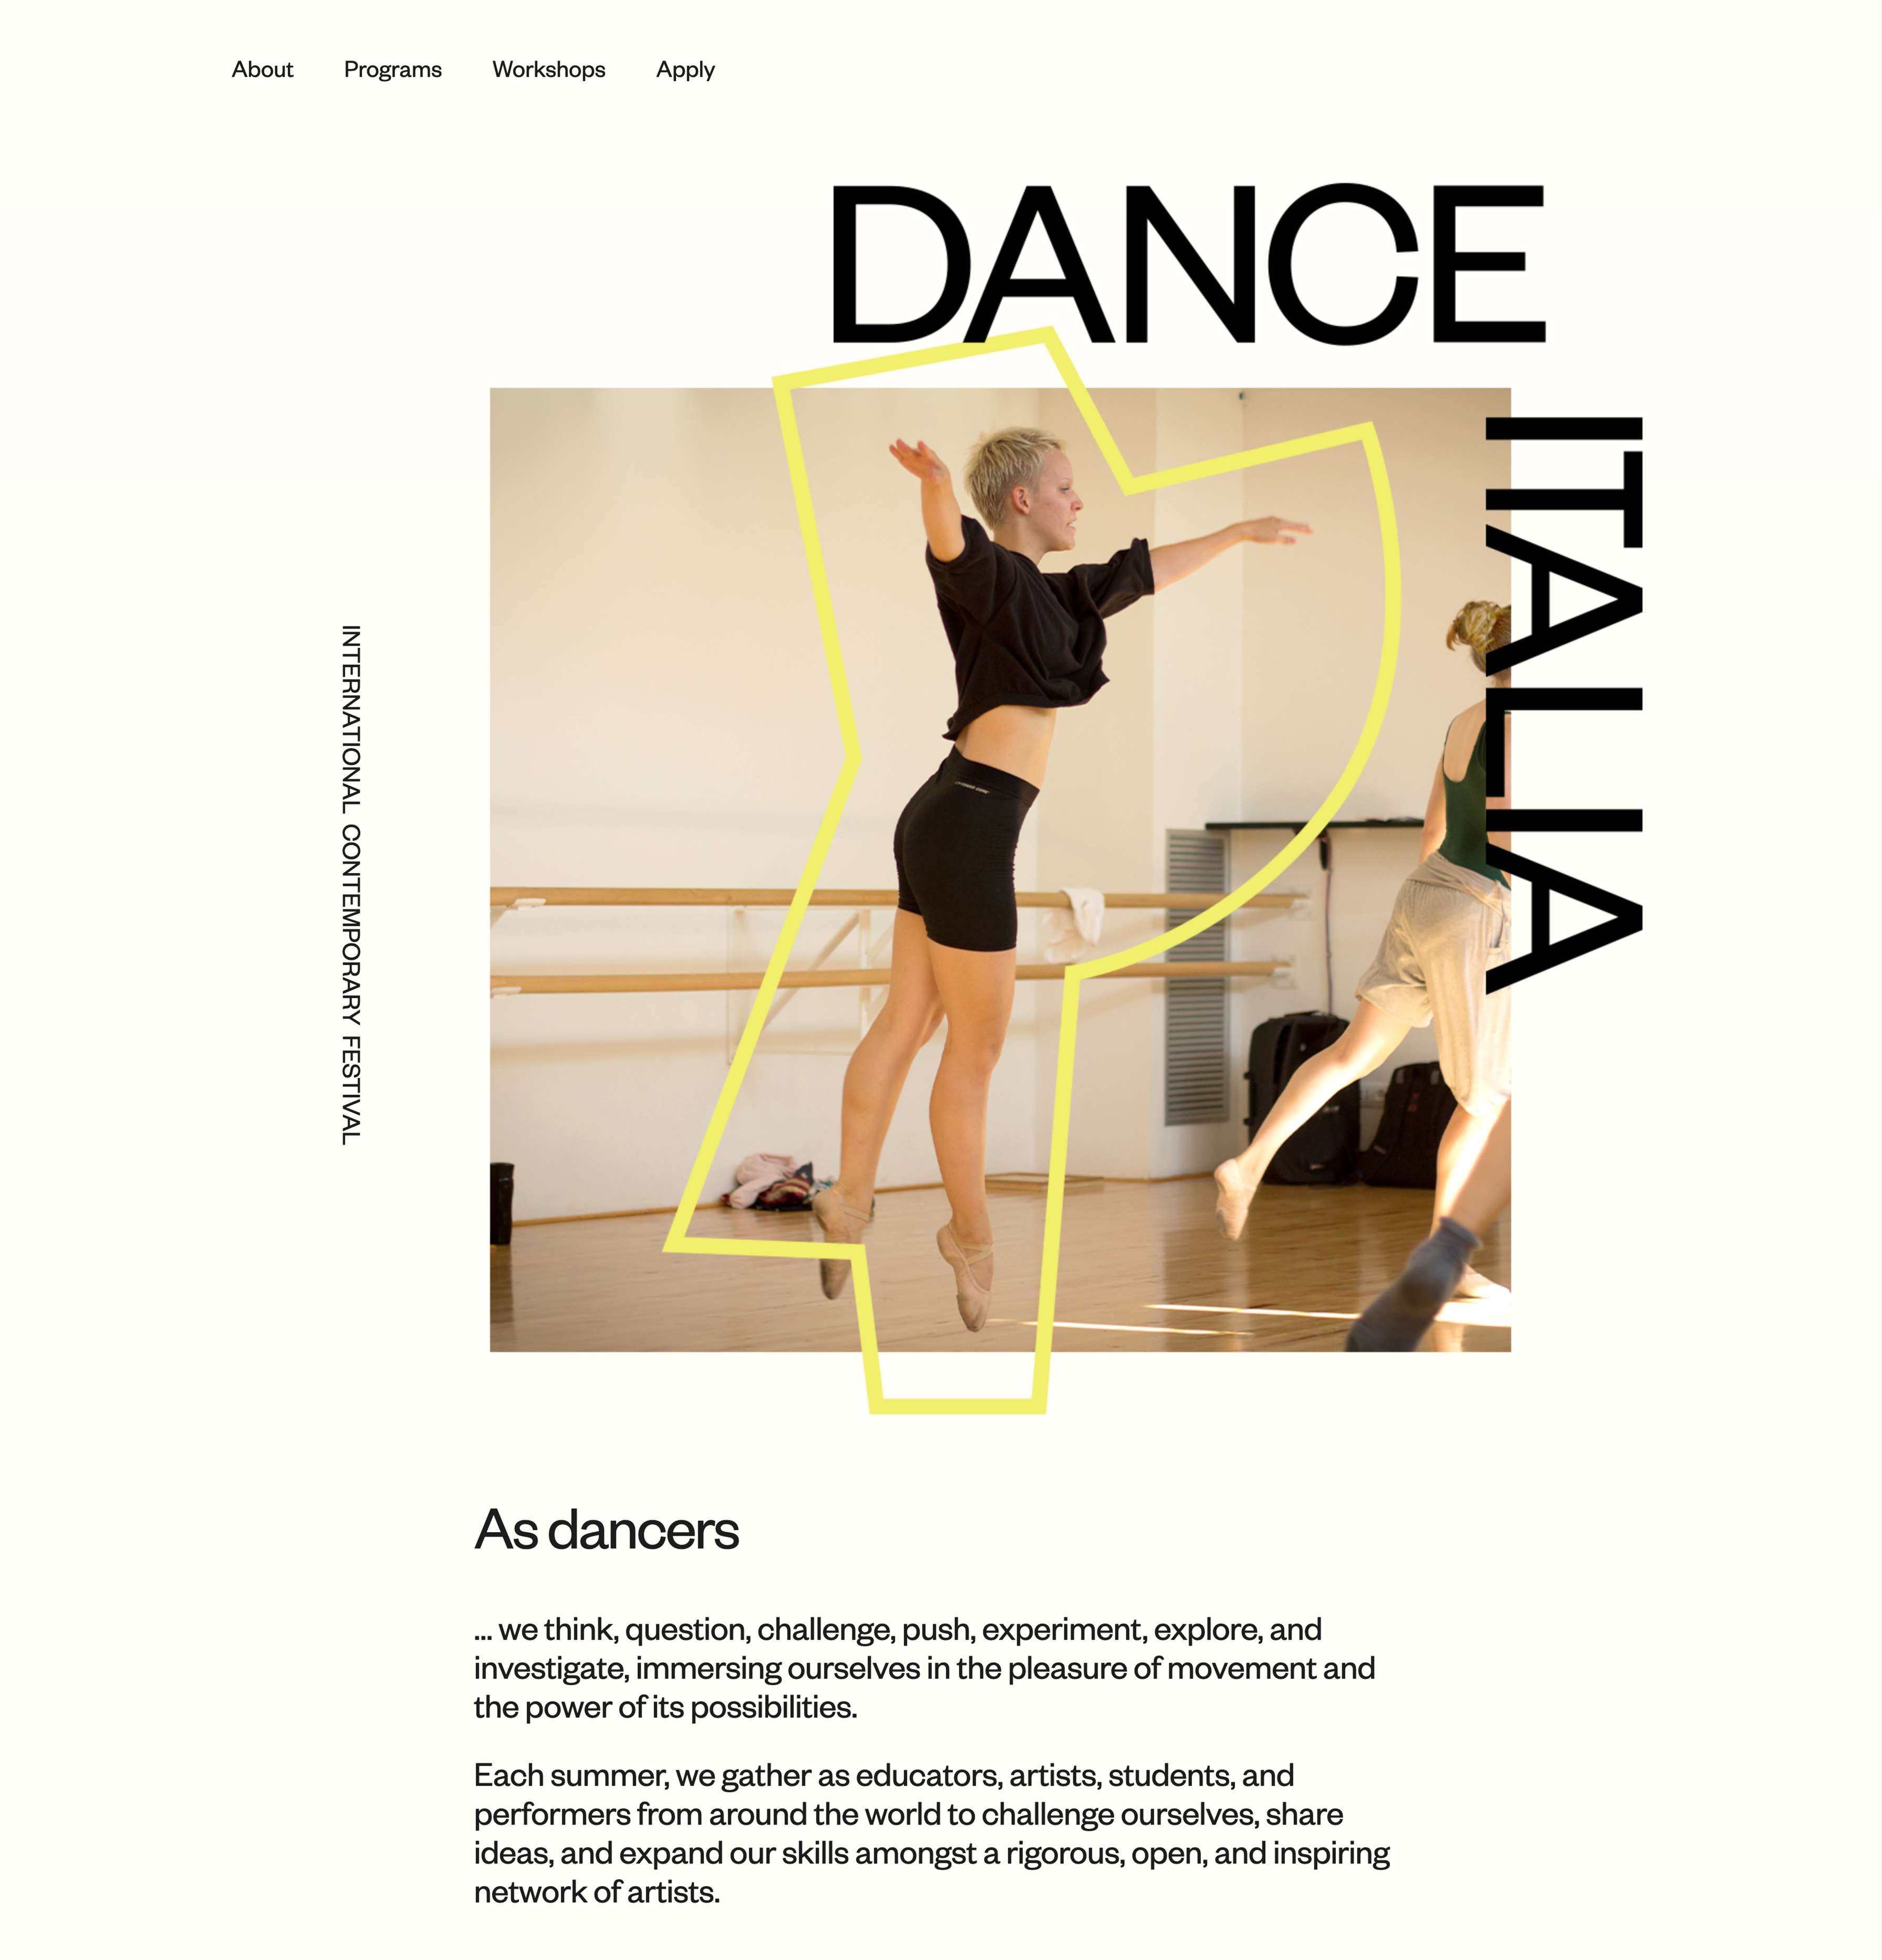 About
Programs
Workshops
Apply
DANCE
ITALIA
INTERNATIONAL CONTEMPORARY FESTIVAL
As dancers
... we think, question, challenge, push, experiment, explore, and
investigate, immersing ourselves in the pleasure of movement and
the power of its possibilities.
Each summer, we gather as educators, artists, students, and
performers from around the world to challenge ourselves, share
ideas, and expand our skills amongst a rigorous, open, and inspiring
network of artists.